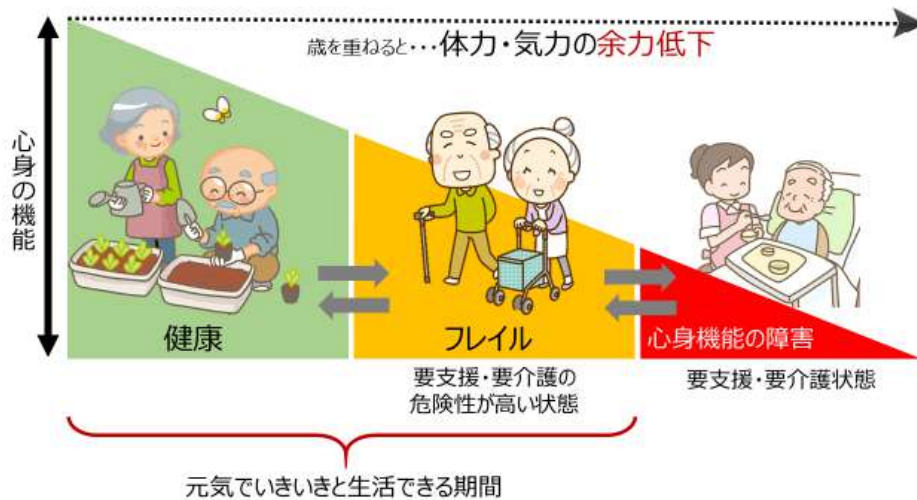 歳を重ねると・・・体力・気力の余力低下
心身の機能
健康
フレイル
心身機能の障害
要支援・要介護の
危険性が高い状態
要支援・要介護状態
元気でいきいきと生活できる期間